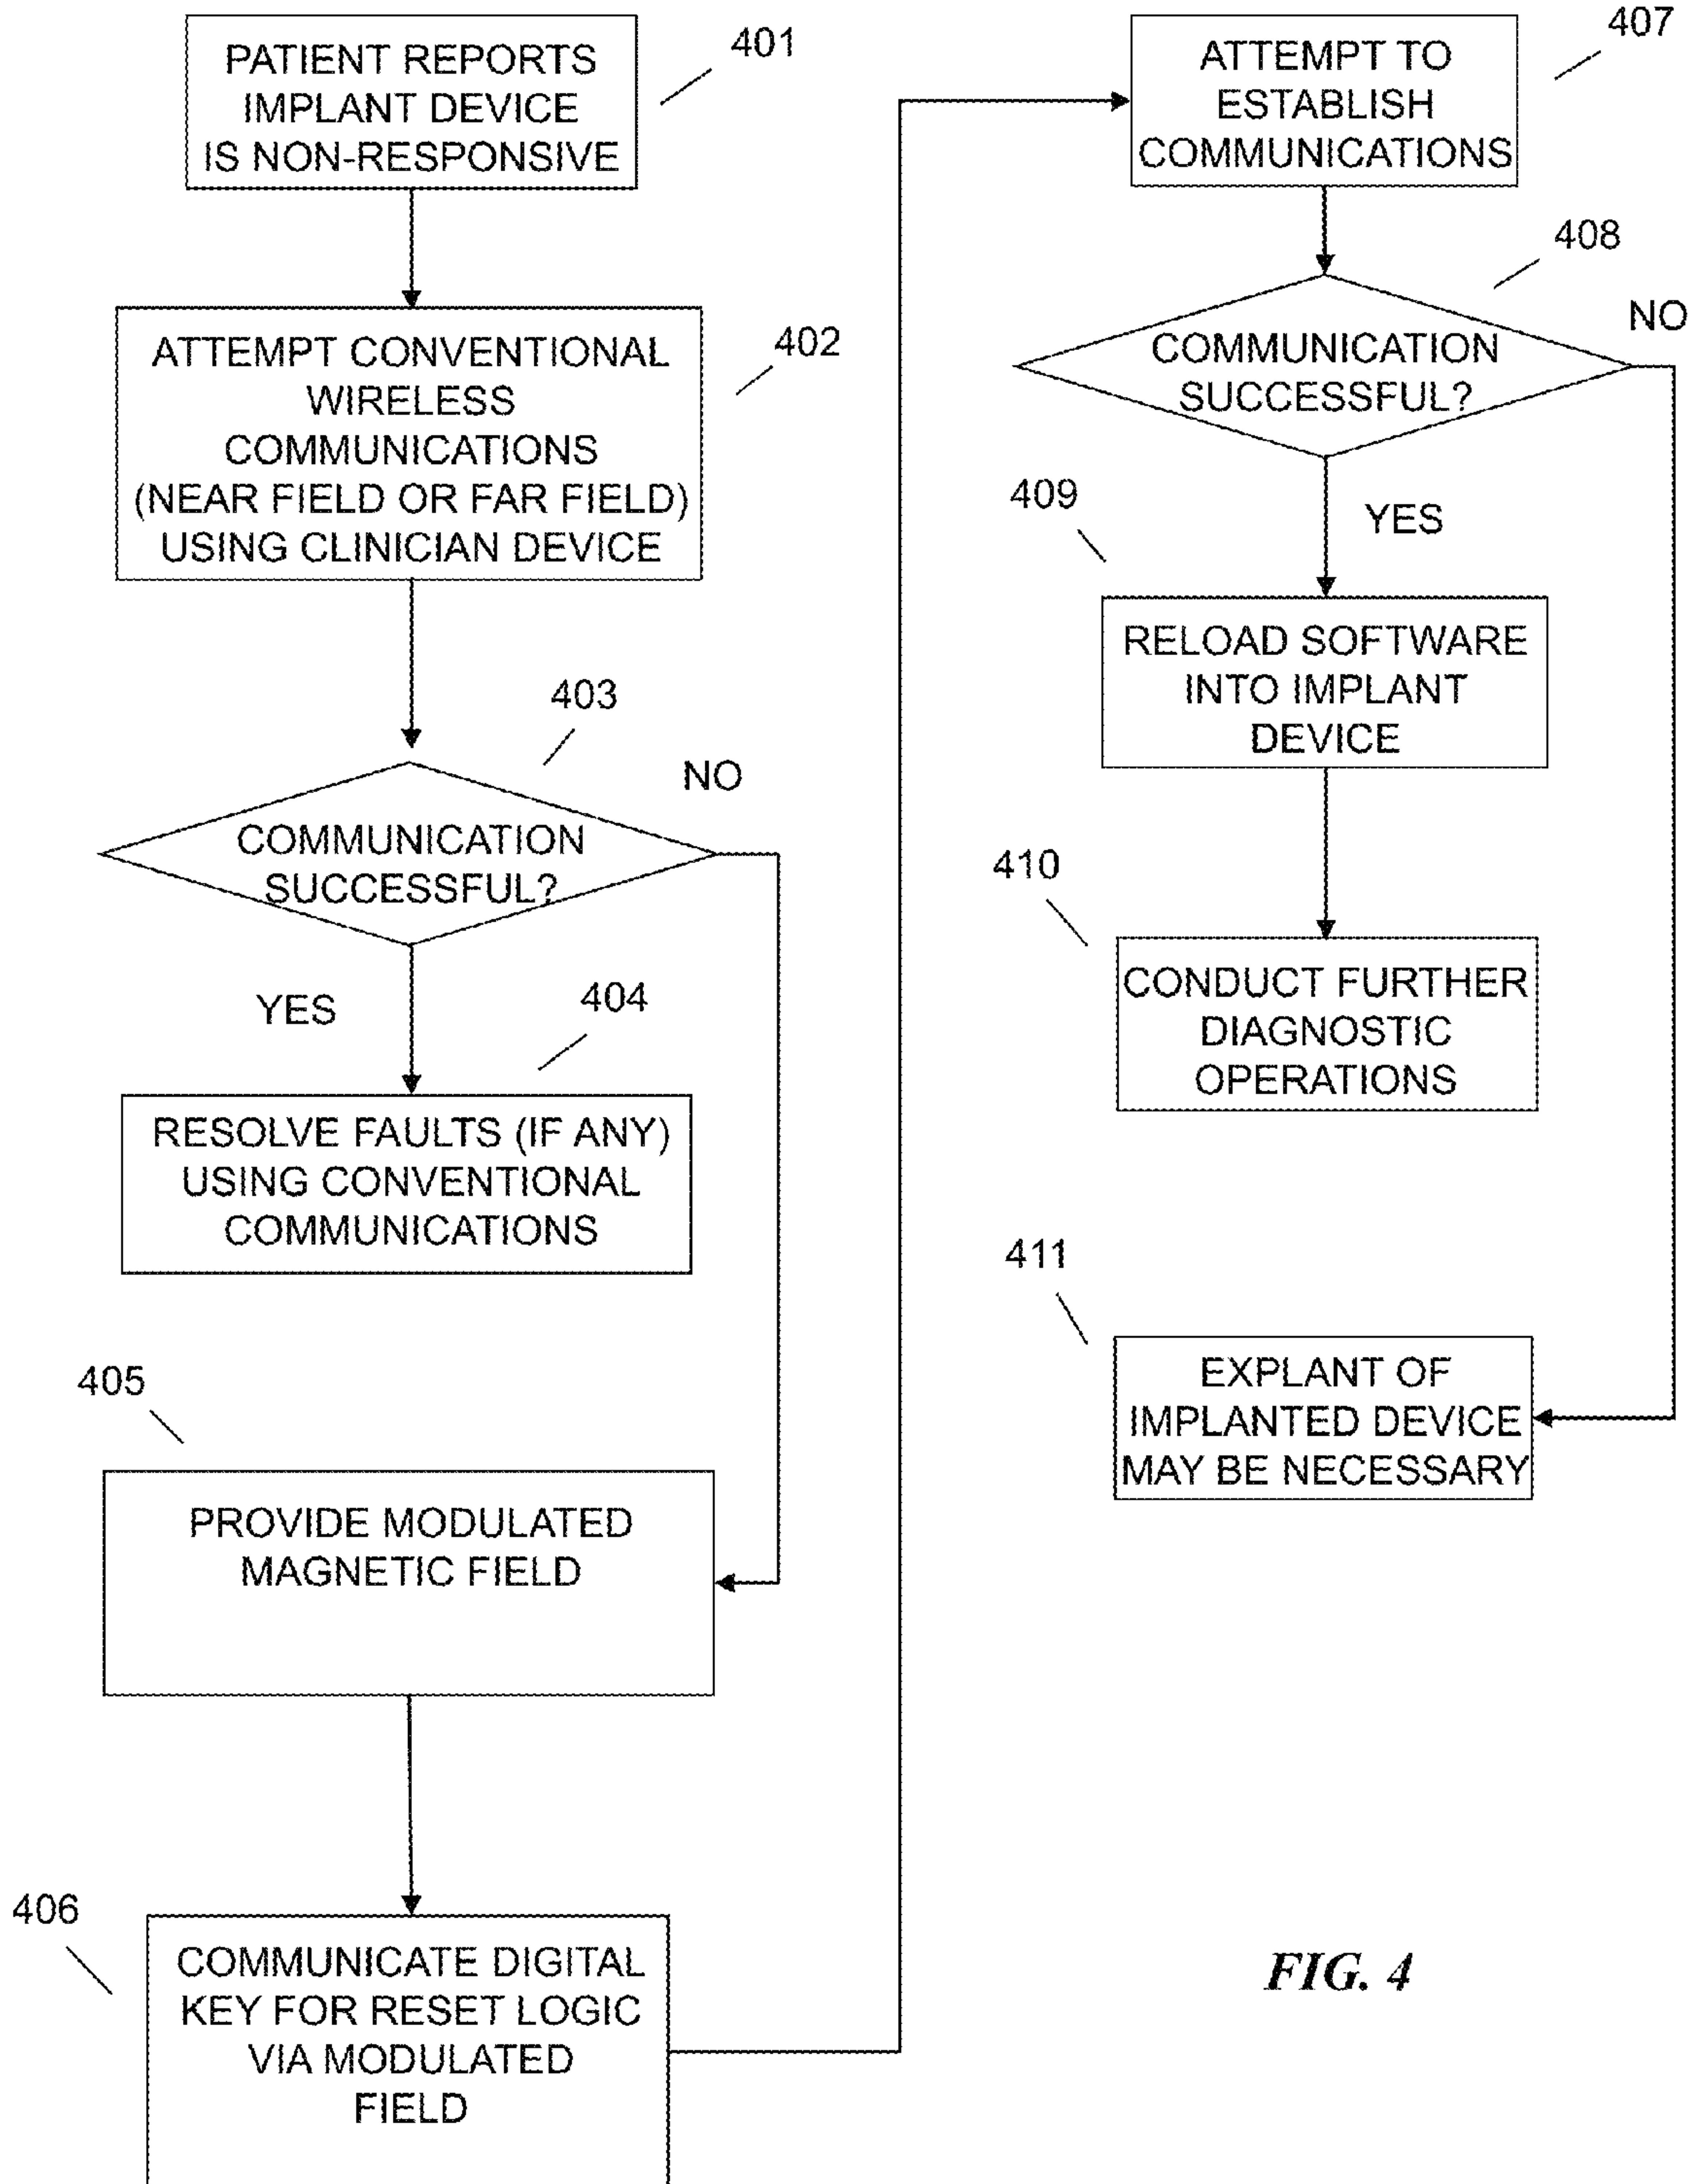 401
PATIENT REPORTS
IMPLANT DEVICE
IS NON-RESPONSIVE
402
ATTEMPT CONVENTIONAL
WIRELESS
COMMUNICATIONS
(NEAR FIELD OR FAR FIELD)
USING CLINICIAN DEVICE
403
NO
COMMUNICATION
SUCCESSFUL?
YES
404
RESOLVE FAULTS (IF ANY)
USING CONVENTIONAL
COMMUNICATIONS
405
PROVIDE MODULATED
MAGNETIC FIELD
406
COMMUNICATE DIGITAL
KEY FOR RESET LOGIC
VIA MODULATED
FIELD
407
ATTEMPT TO
ESTABLISH
COMMUNICATIONS
408
NO
COMMUNICATION
SUCCESSFUL?
YES
409
RELOAD SOFTWARE
INTO IMPLANT
DEVICE
410
CONDUCT FURTHER
DIAGNOSTIC
OPERATIONS
411
EXPLANT OF
IMPLANTED DEVICE
MAY BE NECESSARY
FIG. 4